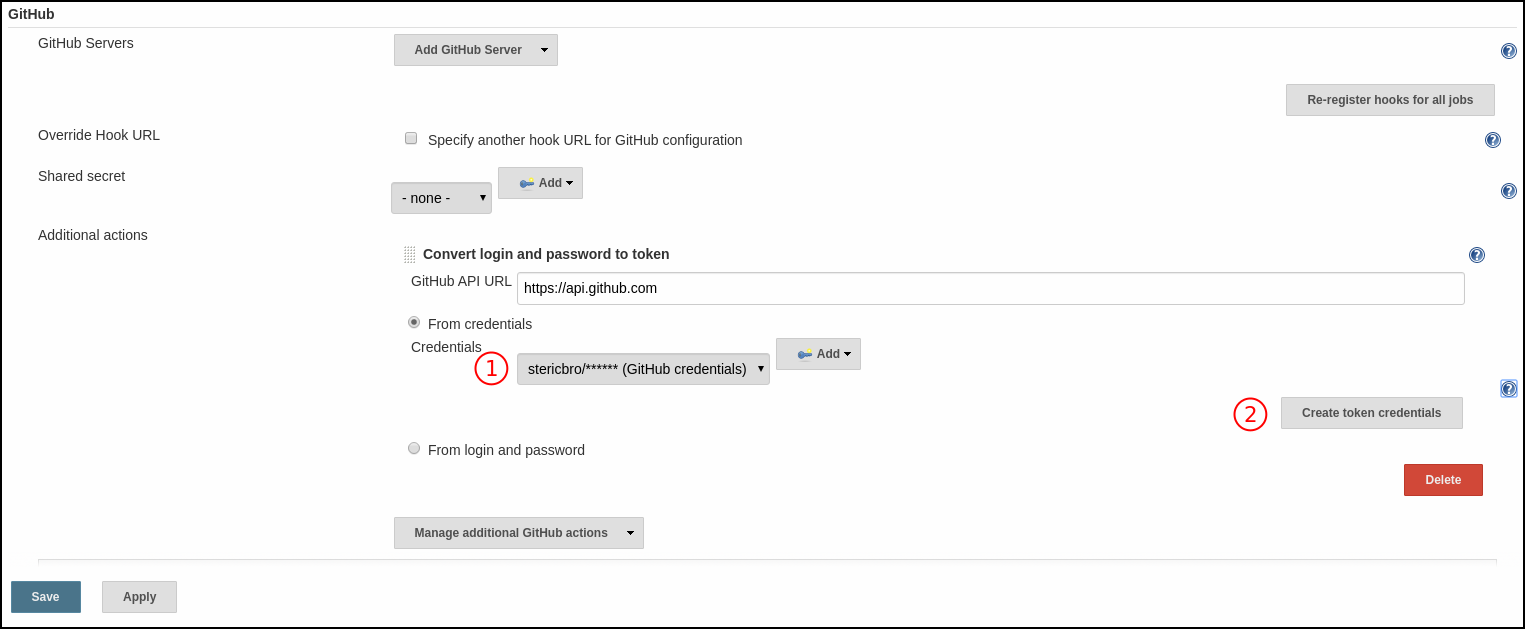 GitHub
GitHub Servers
Add GitHub Server
?
Re-register hooks for all jobs
Override Hook URL
Specify another hook URL for GitHub configuration
?
Shared secret
- none -
Add
?
Additional actions
Convert login and password to token
?
GitHub API URL
https://api.github.com
From credentials
Credentials
1
stericbro/****** (GitHub credentials)
Add
?
2
Create token credentials
From login and password
Delete
Manage additional GitHub actions
Save
Apply